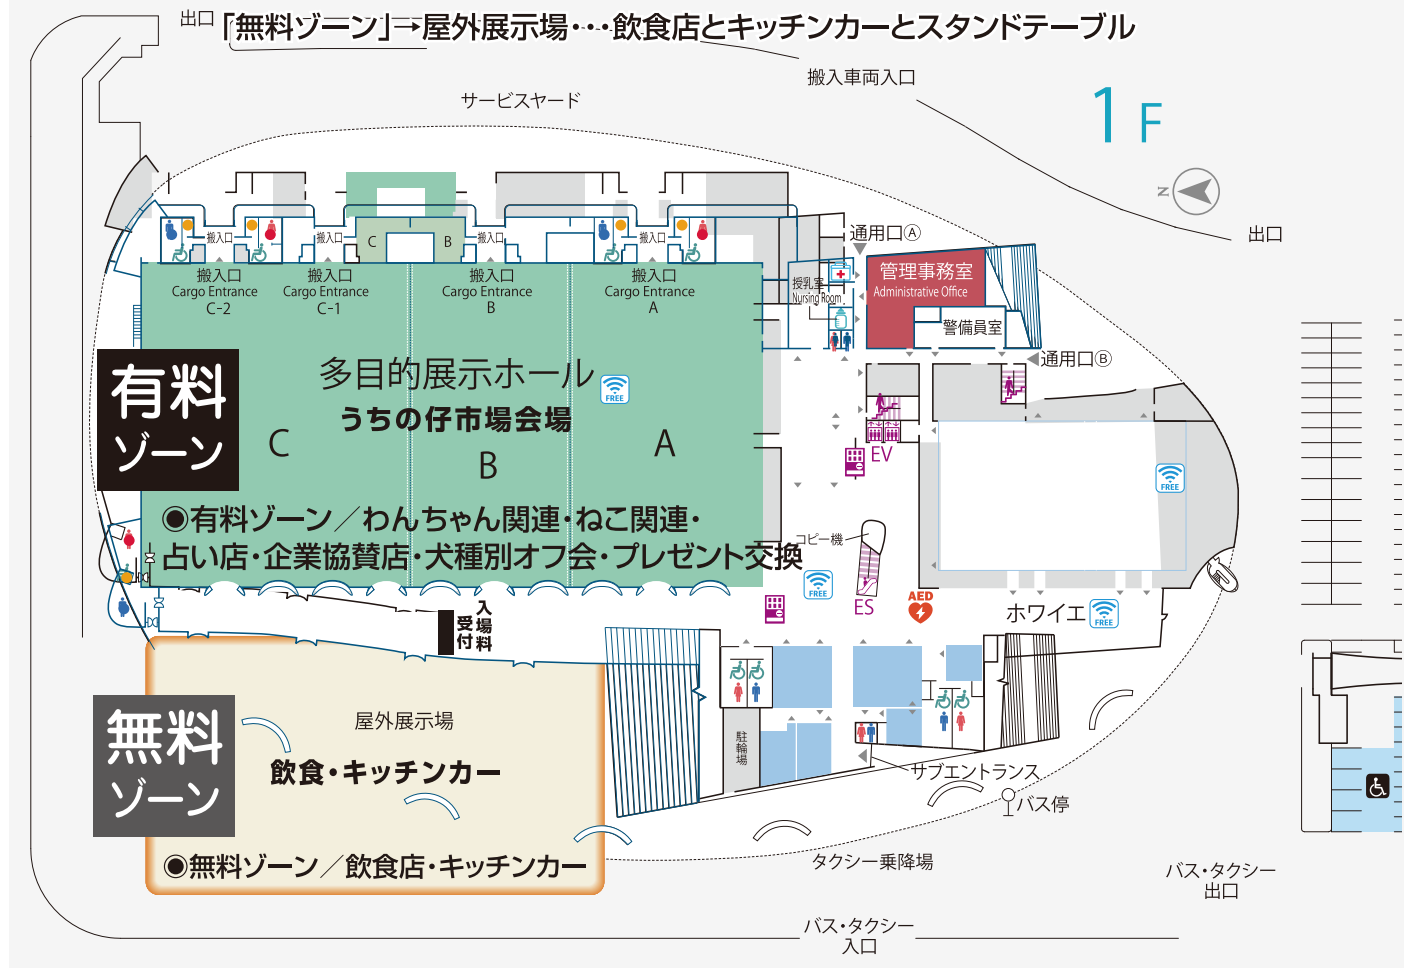 「無料ゾーン」→屋外展示場・・・飲食店とキッチンカーとスタンドテーブル
出口
搬入車両入口
サービスヤード
1F
N
出口
通用口Ⓐ
搬入口
搬入口
C
B
搬入口
搬入口
搬入口
Cargo Entrance
C-2
搬入口
Cargo Entrance
C-1
搬入口
Cargo Entrance
B
搬入口
Cargo Entrance
A
授乳室
Nursing Room
管理事務室
Administrative Office
警備員室
通用口Ⓑ
有料
ゾーン
多目的展示ホール
FREE
うちの仔市場会場
C
B
A
EV
FREE
◉有料ゾーン／わんちゃん関連・ねこ関連・
占い店・企業協賛店・犬種別オフ会・プレゼント交換
コピー機
FREE
ES
AED
ホワイエ
FREE
入場料
受付
無料
ゾーン
屋外展示場
飲食・キッチンカー
◉無料ゾーン／飲食店・キッチンカー
駐輪場
サブエントランス
バス停
タクシー乗降場
バス・タクシー
出口
バス・タクシー
入口